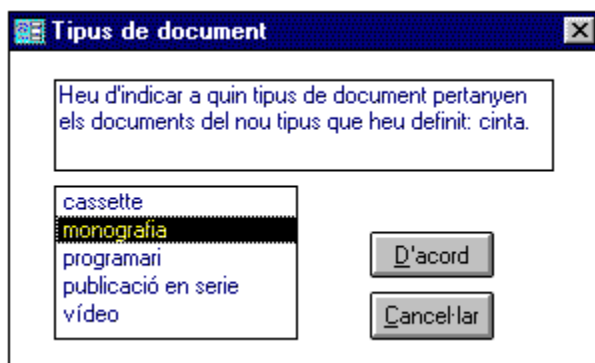 Tipus de document
Heu d'indicar a quin tipus de document pertanyen
els documents del nou tipus que heu definit: cinta.
cassette
monografia
programari
publicació en serie
vídeo
D'acord
Cancel·lar